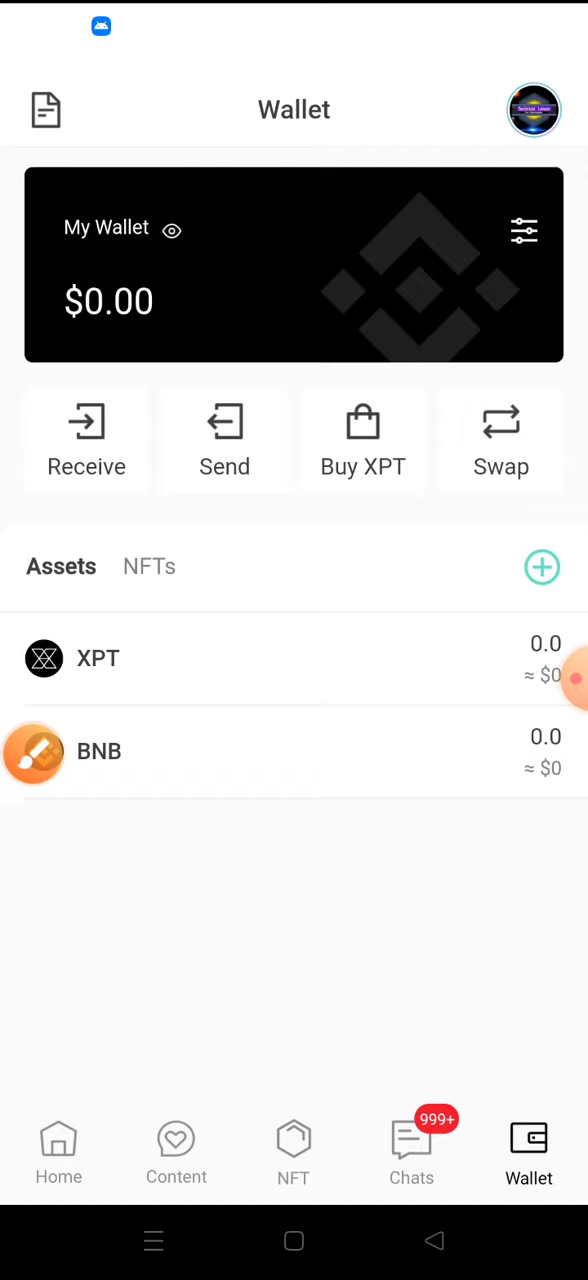 Wallet
My Wallet
$0.00
Receive
Send
Buy XPT
Swap
Assets
NFTs
XPT
0.0
≈ $0
BNB
0.0
≈ $0
999+
Home
Content
NFT
Chats
Wallet